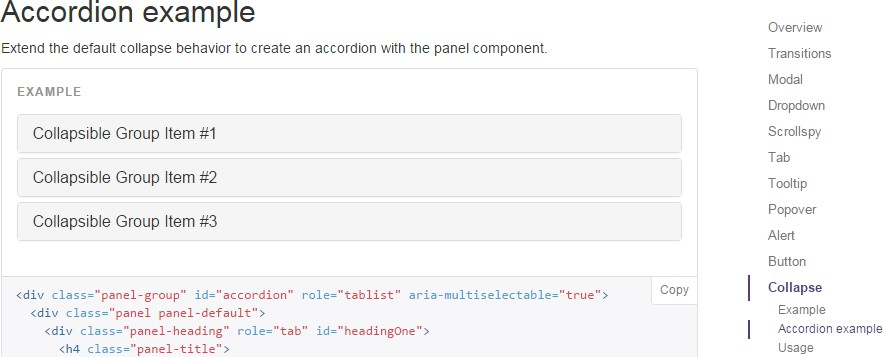 Accordion example
Extend the default collapse behavior to create an accordion with the panel component.
EXAMPLE
Collapsible Group Item #1
Collapsible Group Item #2
Collapsible Group Item #3
Copy
<div class="panel-group" id="accordion" role="tablist" aria-multiselectable="true">
  <div class="panel panel-default">
    <div class="panel-heading" role="tab" id="headingOne">
      <h4 class="panel-title">
Overview
Transitions
Modal
Dropdown
Scrollspy
Tab
Tooltip
Popover
Alert
Button
Collapse
Example
Accordion example
Usage